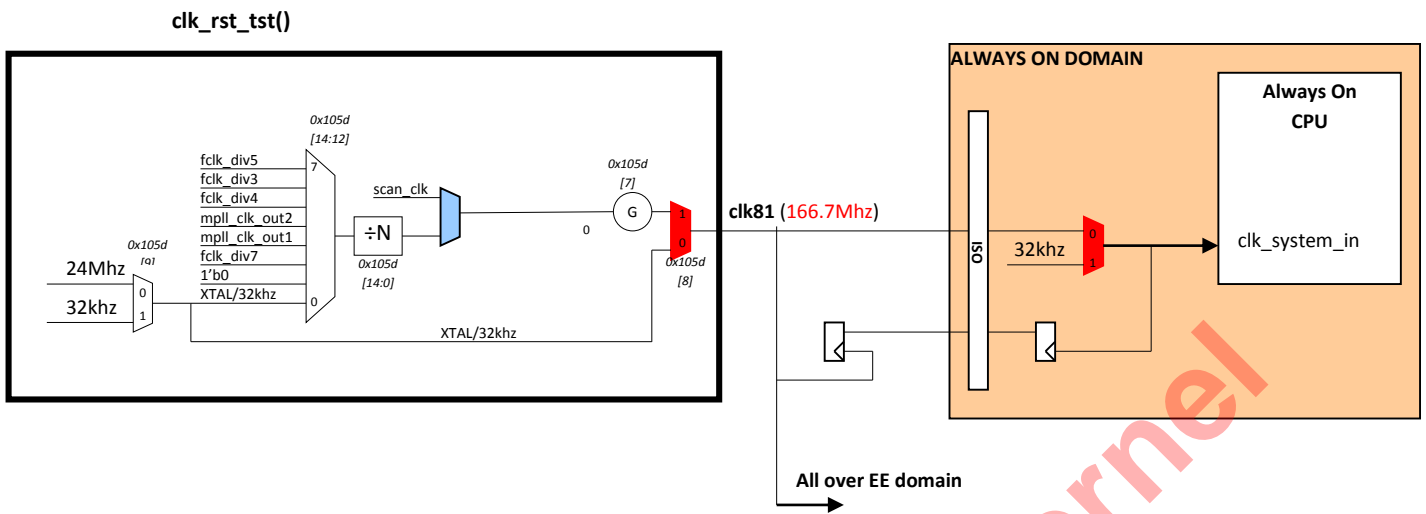 clk_rst_tst()
0x105d
[14:12]
fclk_div5
fclk_div3
fclk_div4
mpll_clk_out2
mpll_clk_out1
fclk_div7
1'b0
XTAL/32khz
7
0
0x105d
[9]
24Mhz
32khz
0
1
÷N
0x105d
[14:0]
scan_clk
0x105d
[7]
G
0
1
0
0x105d
[8]
XTAL/32khz
clk81 (166.7Mhz)
All over EE domain
ALWAYS ON DOMAIN
ISO
32khz
0
1
Always On
CPU
clk_system_in